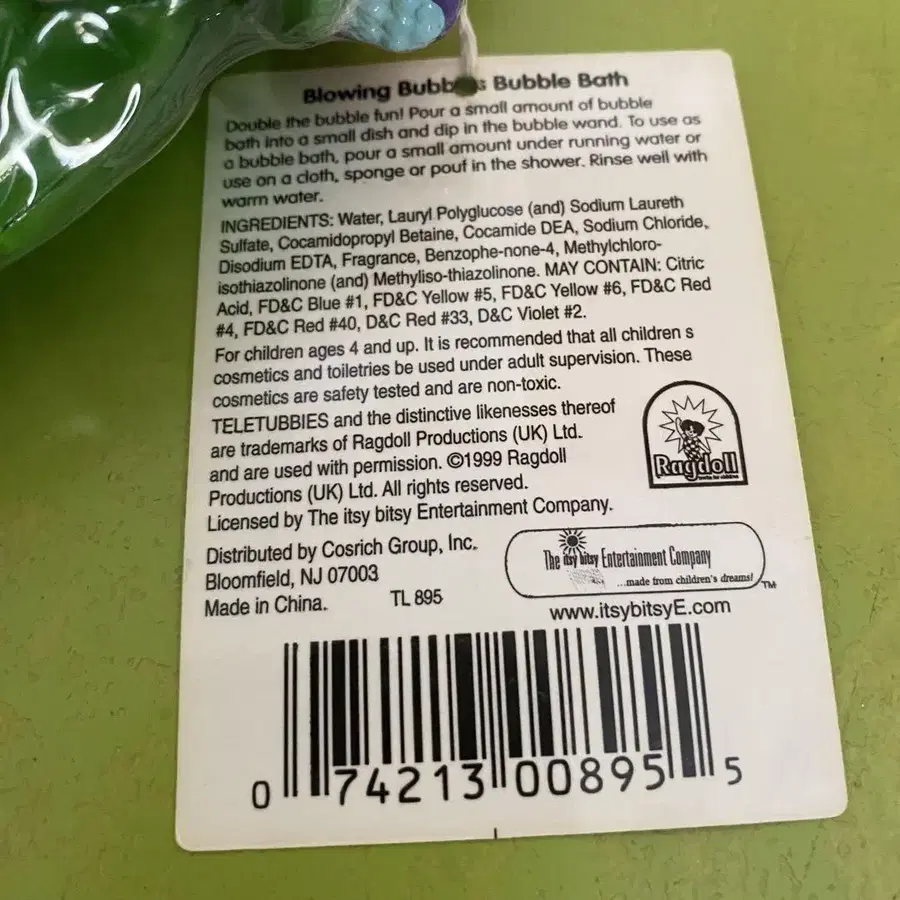 Blowing Bubbles Bubble Bath
Double the bubble fun! Pour a small amount of bubble
bath into a small dish and dip in the bubble wand. To use as
a bubble bath, pour a small amount under running water or
use on a cloth, sponge or pouf in the shower. Rinse well with
warm water.
INGREDIENTS: Water, Lauryl Polyglucose (and) Sodium Laureth
Sulfate, Cocamidopropyl Betaine, Cocamide DEA, Sodium Chloride,
Disodium EDTA, Fragrance, Benzophe-none-4, Methylchloro-
isothiazolinone (and) Methyliso-thiazolinone. MAY CONTAIN: Citric
Acid, FD&C Blue #1, FD&C Yellow #5, FD&C Yellow #6, FD&C Red
#4, FD&C Red #40, D&C Red #33, D&C Violet #2.
For children ages 4 and up. It is recommended that all children s
cosmetics and toiletries be used under adult supervision. These
cosmetics are safety tested and are non-toxic.
TELETUBBIES and the distinctive likenesses thereof
are trademarks of Ragdoll Productions (UK) Ltd.
and are used with permission. ©1999 Ragdoll
Productions (UK) Ltd. All rights reserved.
Licensed by The itsy bitsy Entertainment Company.
Ragdoll
Distributed by Cosrich Group, Inc.
Bloomfield, NJ 07003
Made in China. TL 895
The itsy bitsy Entertainment Company
...made from children's dreams! TM
www.itsybitsyE.com
0 74213 00895 5